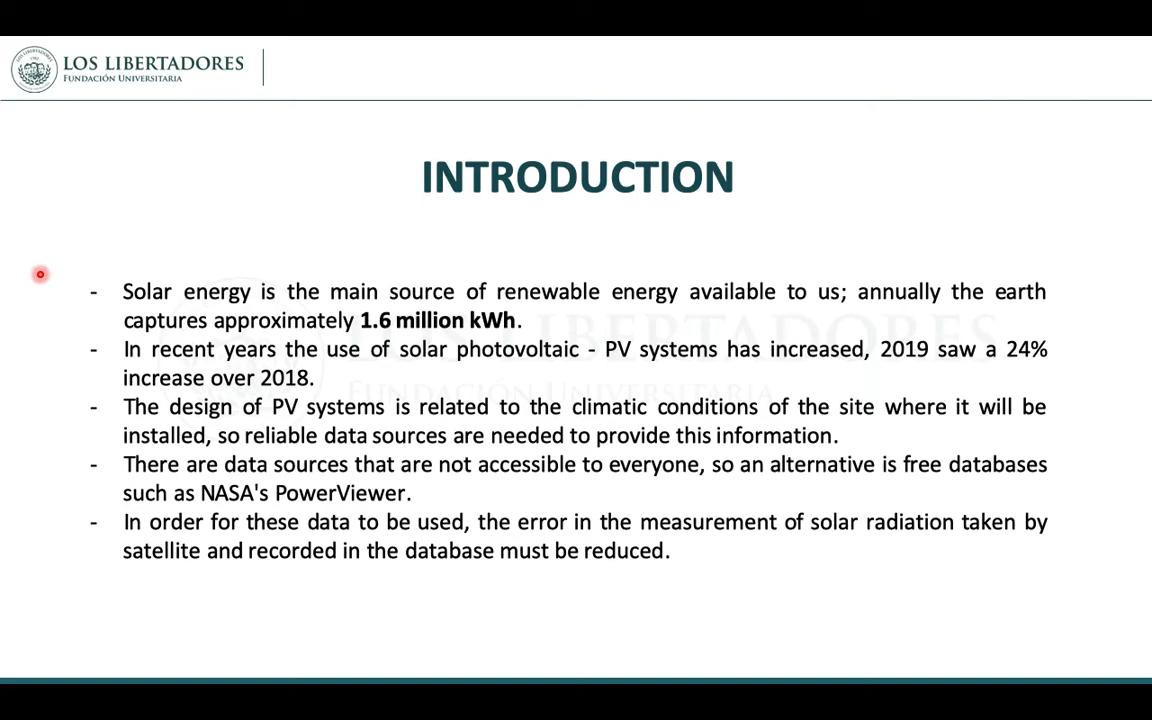 LOS LIBERTADORES
FUNDACIÓN UNIVERSITARIA
INTRODUCTION
- Solar energy is the main source of renewable energy available to us; annually the earth
captures approximately 1.6 million kWh.
- In recent years the use of solar photovoltaic - PV systems has increased, 2019 saw a 24%
increase over 2018.
- The design of PV systems is related to the climatic conditions of the site where it will be
installed, so reliable data sources are needed to provide this information.
- There are data sources that are not accessible to everyone, so an alternative is free databases
such as NASA's PowerViewer.
- In order for these data to be used, the error in the measurement of solar radiation taken by
satellite and recorded in the database must be reduced.
LOS LIBERTADORES
FUNDACIÓN UNIVERSITARIA